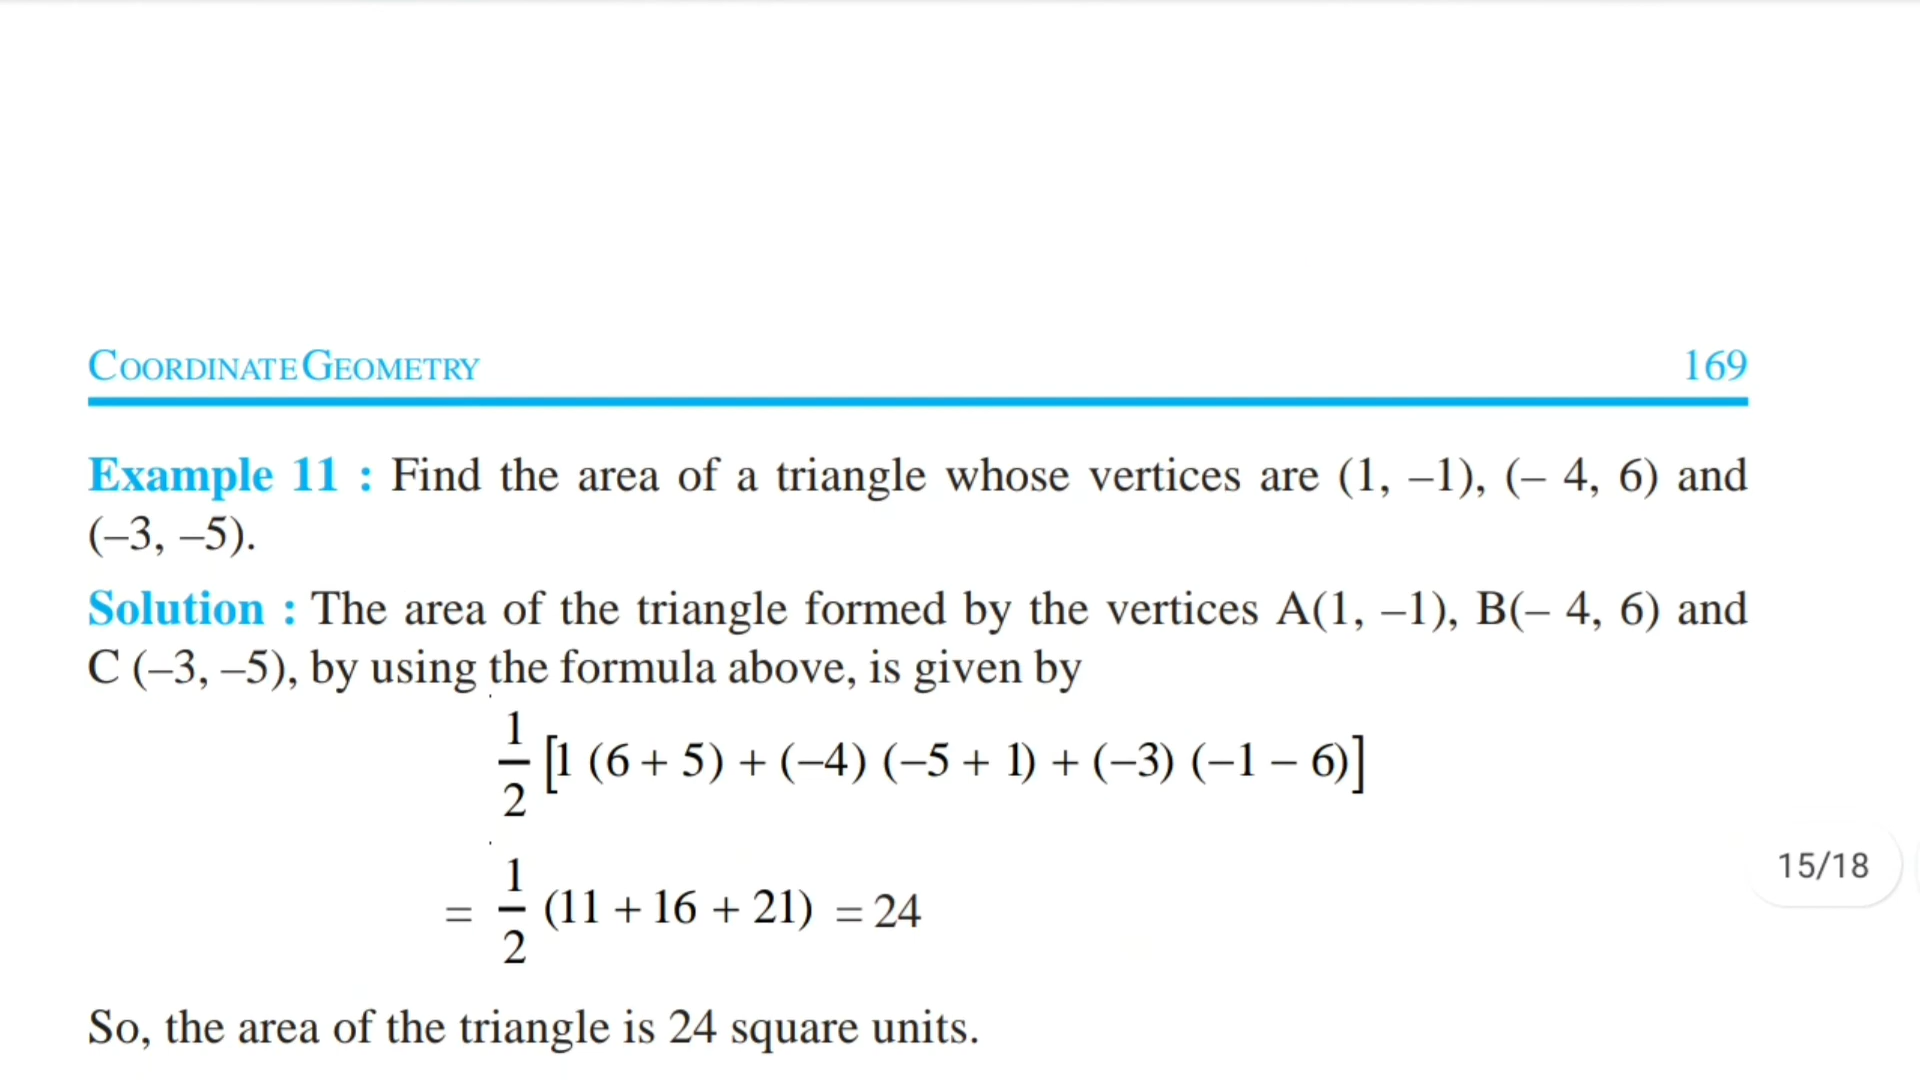 COORDINATE GEOMETRY 169
Example 11 : Find the area of a triangle whose vertices are (1, –1), (– 4, 6) and
(–3, –5).
Solution : The area of the triangle formed by the vertices A(1, –1), B(– 4, 6) and
C (–3, –5), by using the formula above, is given by
1/2 [1 (6 + 5) + (–4) (–5 + 1) + (–3) (–1 – 6)]
= 1/2 (11 + 16 + 21) = 24
15/18
So, the area of the triangle is 24 square units.